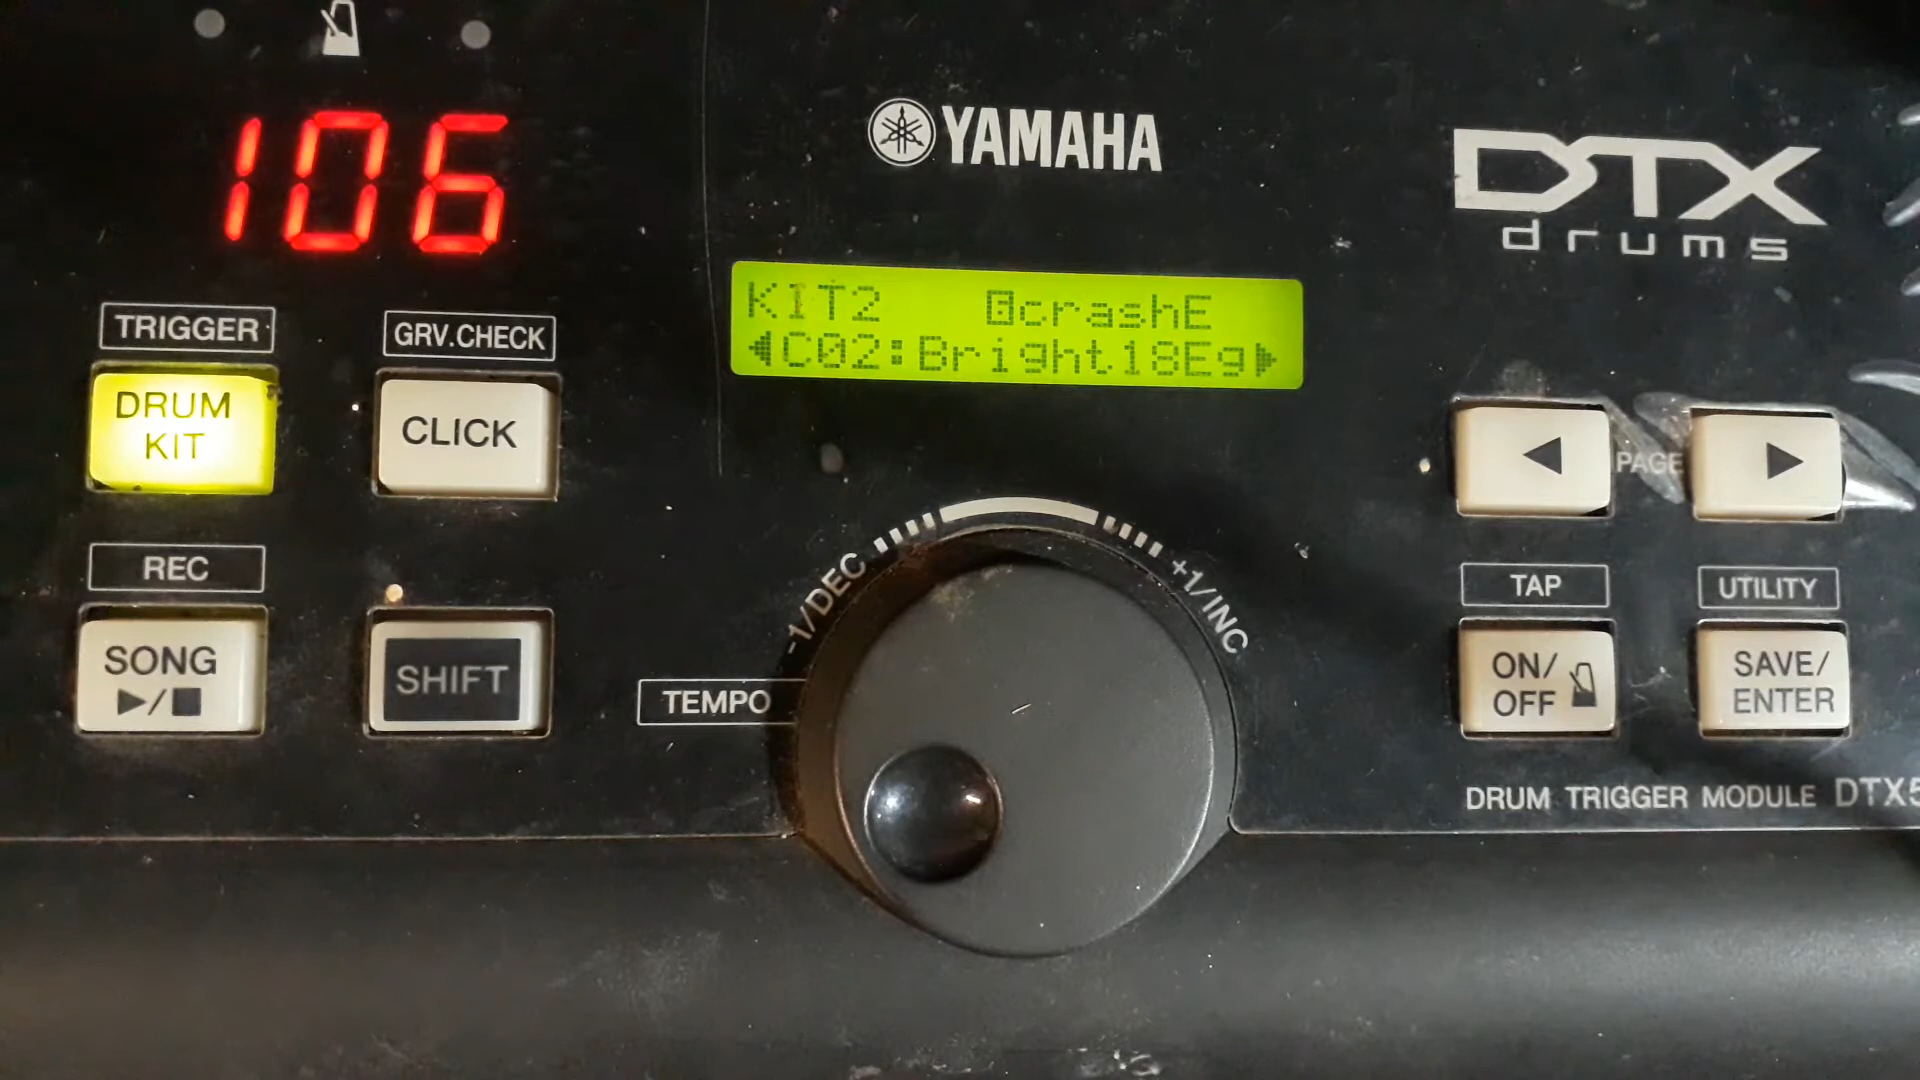 106
YAMAHA
DTX
drums
KIT2 crashE
◀C02:Bright18Eg▶
TRIGGER
GRV.CHECK
DRUM
KIT
CLICK
◀ PAGE ▶
REC
TAP
UTILITY
-1/DEC
+1/INC
SONG
▶/■
SHIFT
TEMPO
ON/
OFF
SAVE/
ENTER
DRUM TRIGGER MODULE DTX5